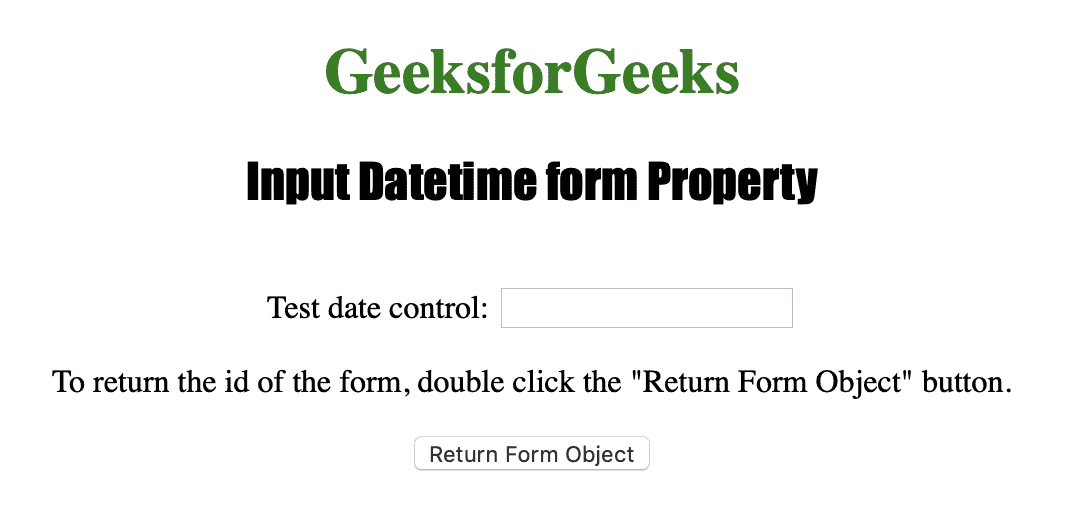 GeeksforGeeks
Input Datetime form Property
Test date control:
To return the id of the form, double click the "Return Form Object" button.
Return Form Object